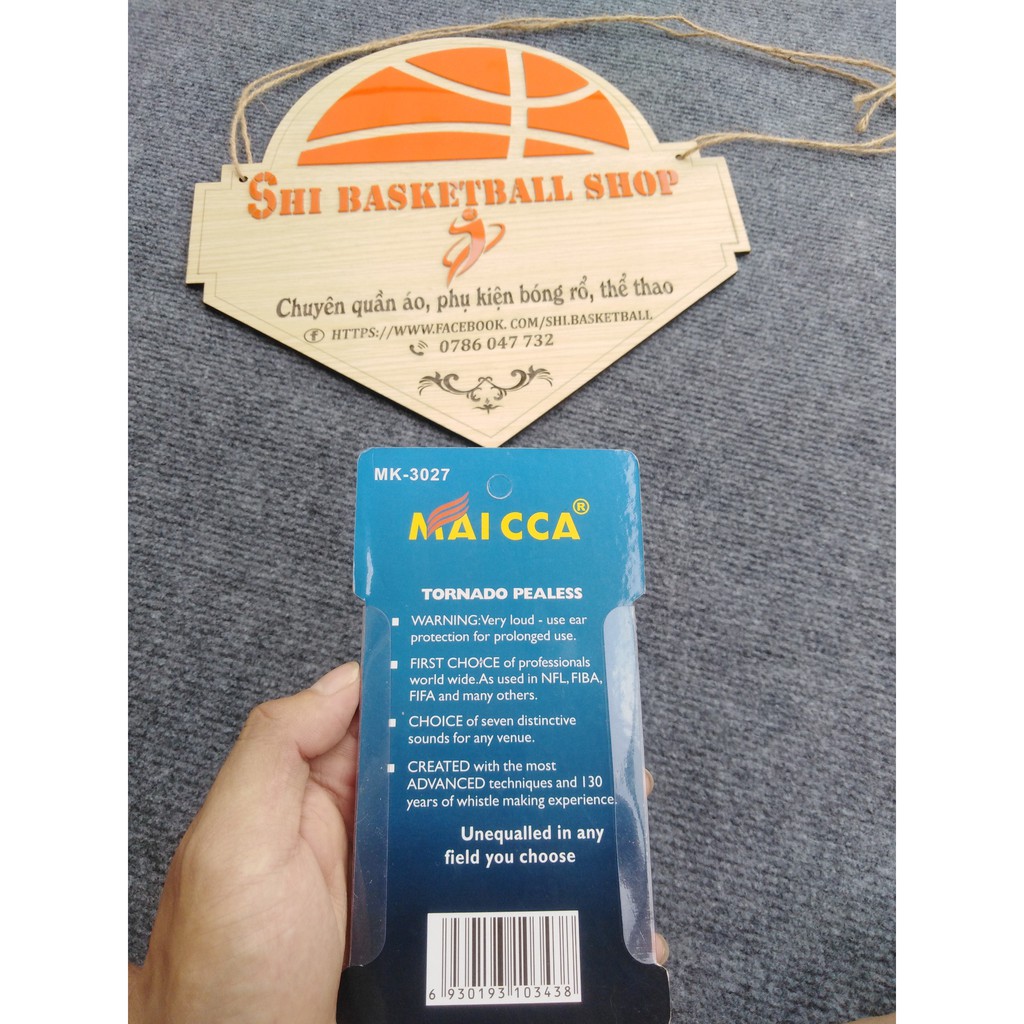 SHI BASKETBALL SHOP
Chuyên quần áo, phụ kiện bóng rổ, thể thao
HTTPS://WWW.FACEBOOK. COM/SHI.BASKETBALL
0786 047 732
MK-3027
MAICCA®
TORNADO PEALESS
WARNING:Very loud - use ear
protection for prolonged use.
FIRST CHOICE of professionals
world wide.As used in NFL, FIBA,
FIFA and many others.
CHOICE of seven distinctive
sounds for any venue.
CREATED with the most
ADVANCED techniques and 130
years of whistle making experience.
Unequalled in any
field you choose
6 930193 103438